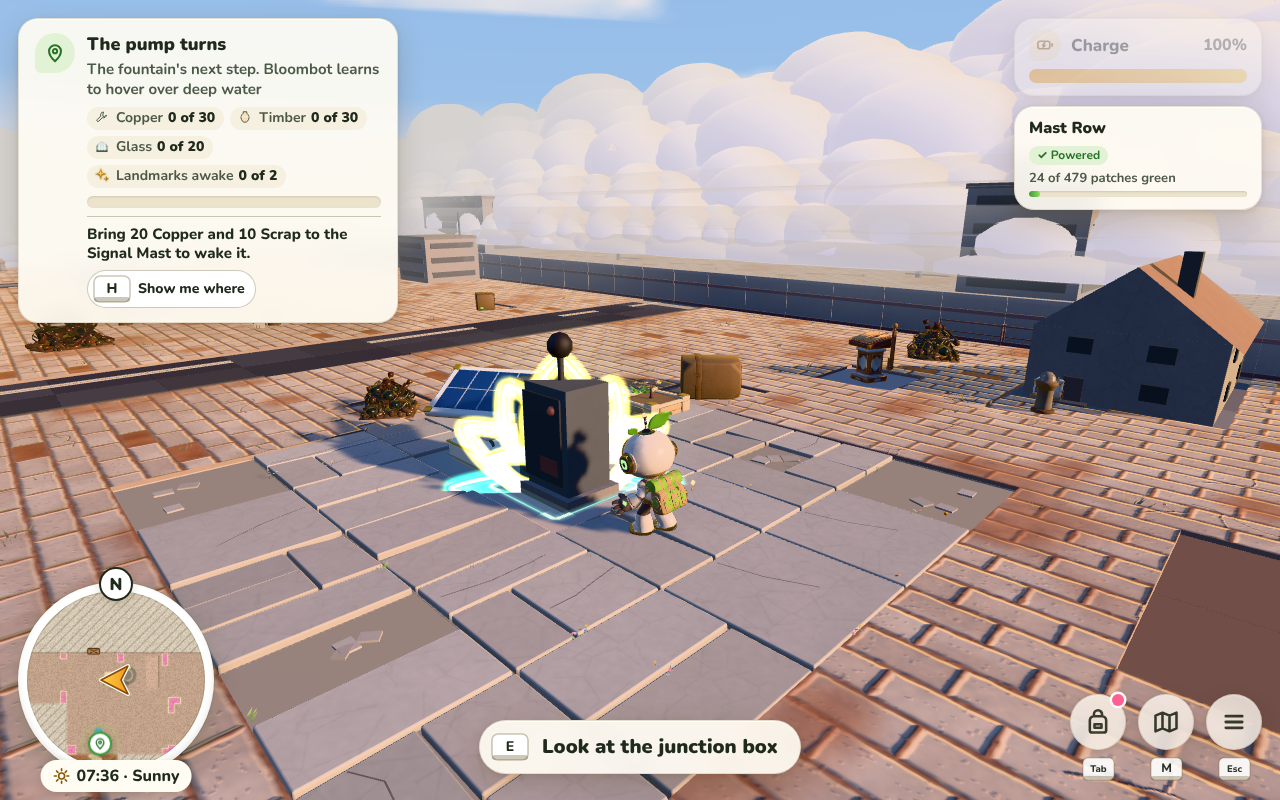 The pump turns
The fountain's next step. Bloombot learns
to hover over deep water
Copper 0 of 30 Timber 0 of 30
Glass 0 of 20
Landmarks awake 0 of 2
Bring 20 Copper and 10 Scrap to the
Signal Mast to wake it.
H Show me where
Charge 100%
Mast Row
Powered
24 of 479 patches green
N
07:36 · Sunny
E Look at the junction box
Tab M Esc